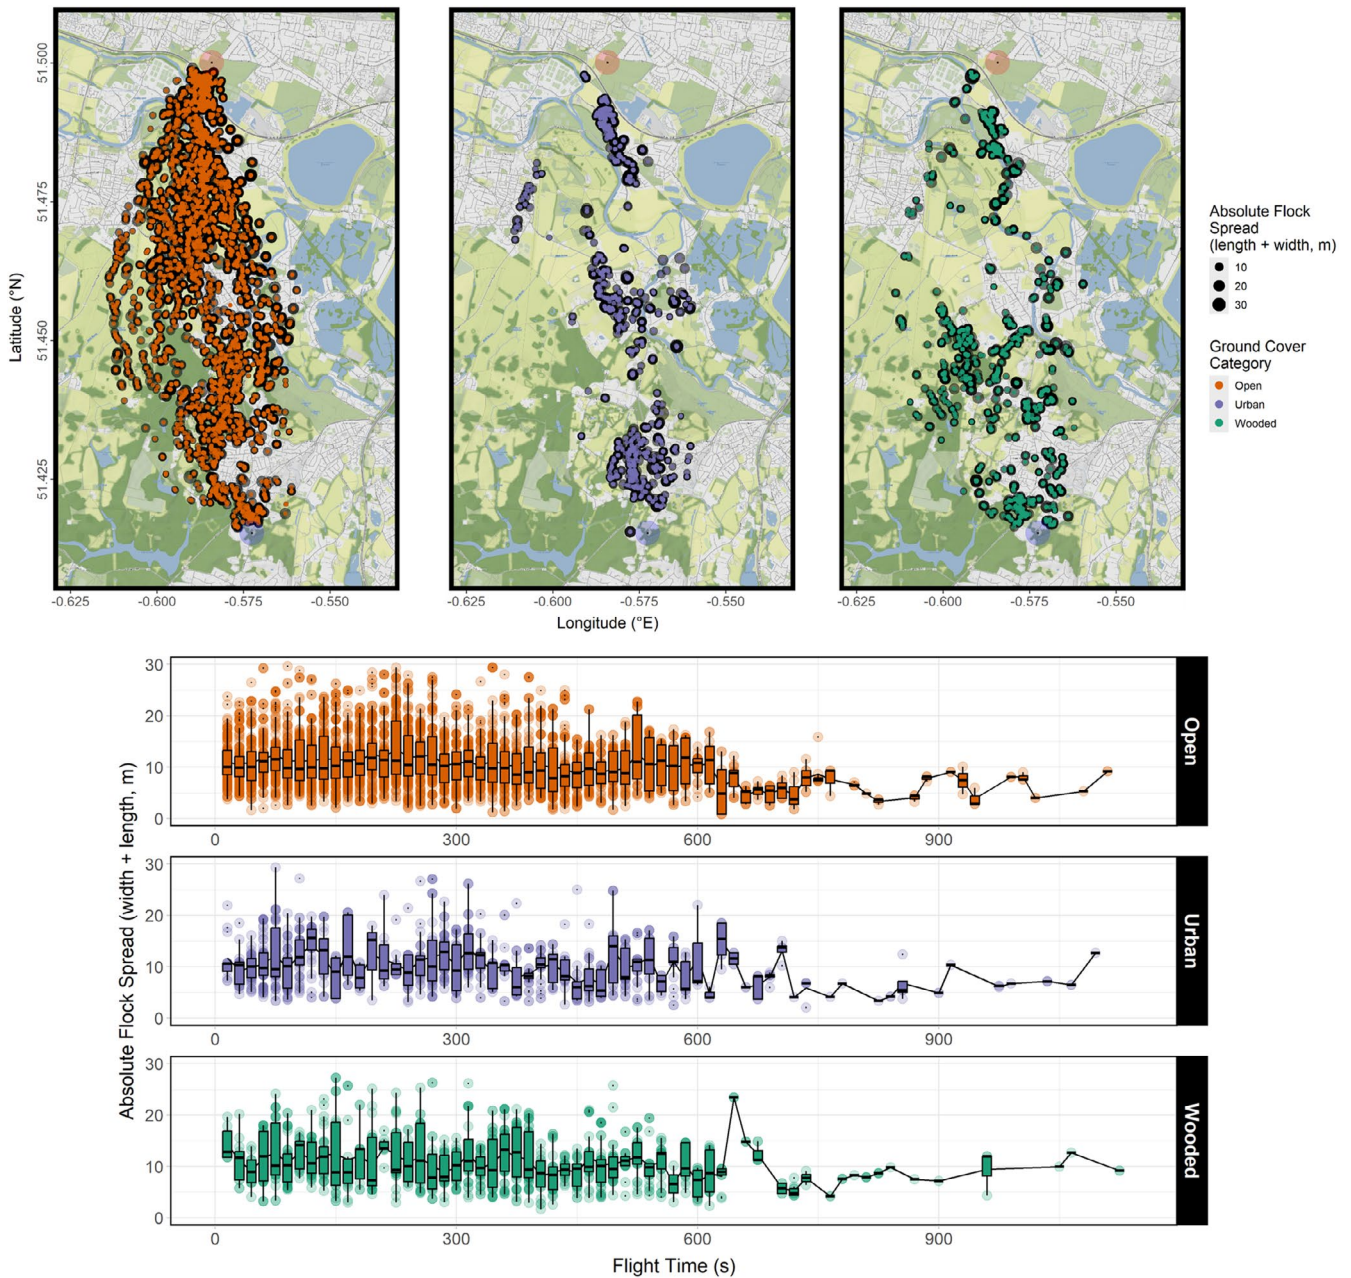 51.500
51.475
51.450
51.425
Latitude (°N)
-0.625 -0.600 -0.575 -0.550
-0.625 -0.600 -0.575 -0.550
-0.625 -0.600 -0.575 -0.550
Longitude (°E)
Absolute Flock
Spread
(length + width, m)
10
20
30
Ground Cover
Category
Open
Urban
Wooded
Absolute Flock Spread (width + length, m)
30
20
10
0
0 300 600 900
Open
30
20
10
0
0 300 600 900
Urban
30
20
10
0
0 300 600 900
Wooded
Flight Time (s)